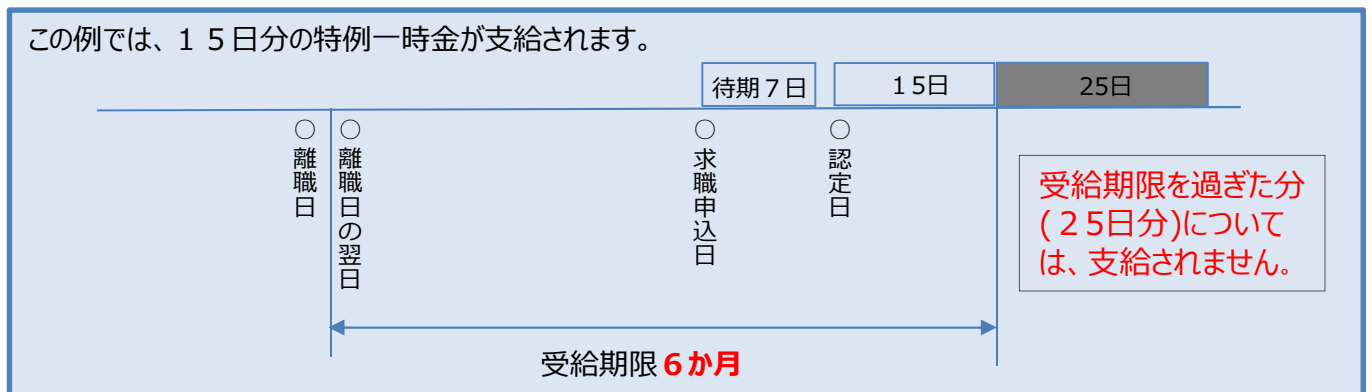 この例では、１５日分の特例一時金が支給されます。
待期７日
１5日
25日
○離職日
○離職日の翌日
○求職申込日
○認定日
受給期限を過ぎた分
(２5日分)について
は、支給されません。
受給期限６か月